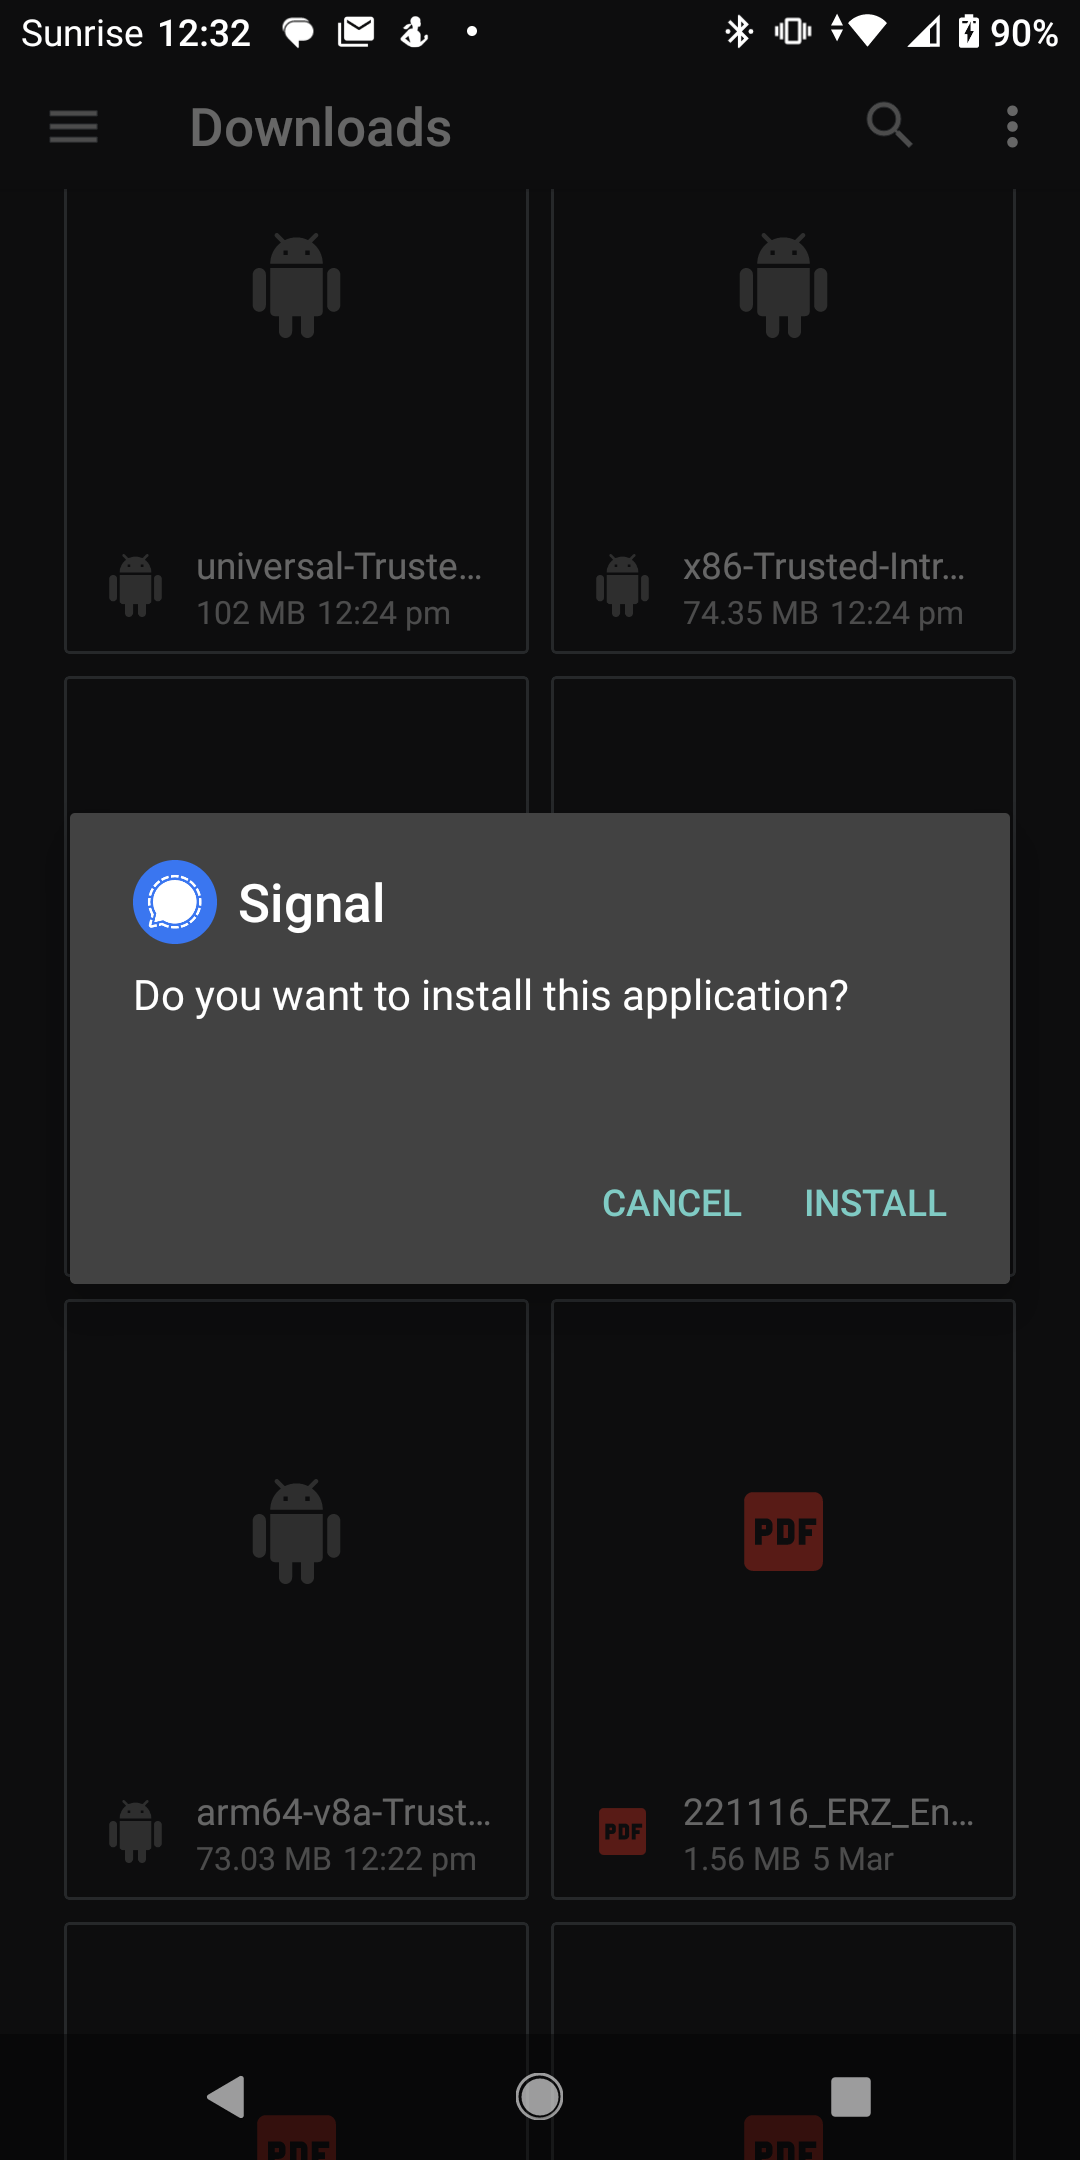 Sunrise 12:32 90%
Downloads
universal-Truste...
102 MB 12:24 pm
x86-Trusted-Intr...
74.35 MB 12:24 pm
Signal
Do you want to install this application?
CANCEL INSTALL
PDF
arm64-v8a-Trust...
73.03 MB 12:22 pm
PDF
221116_ERZ_En...
1.56 MB 5 Mar
PDF
PDF